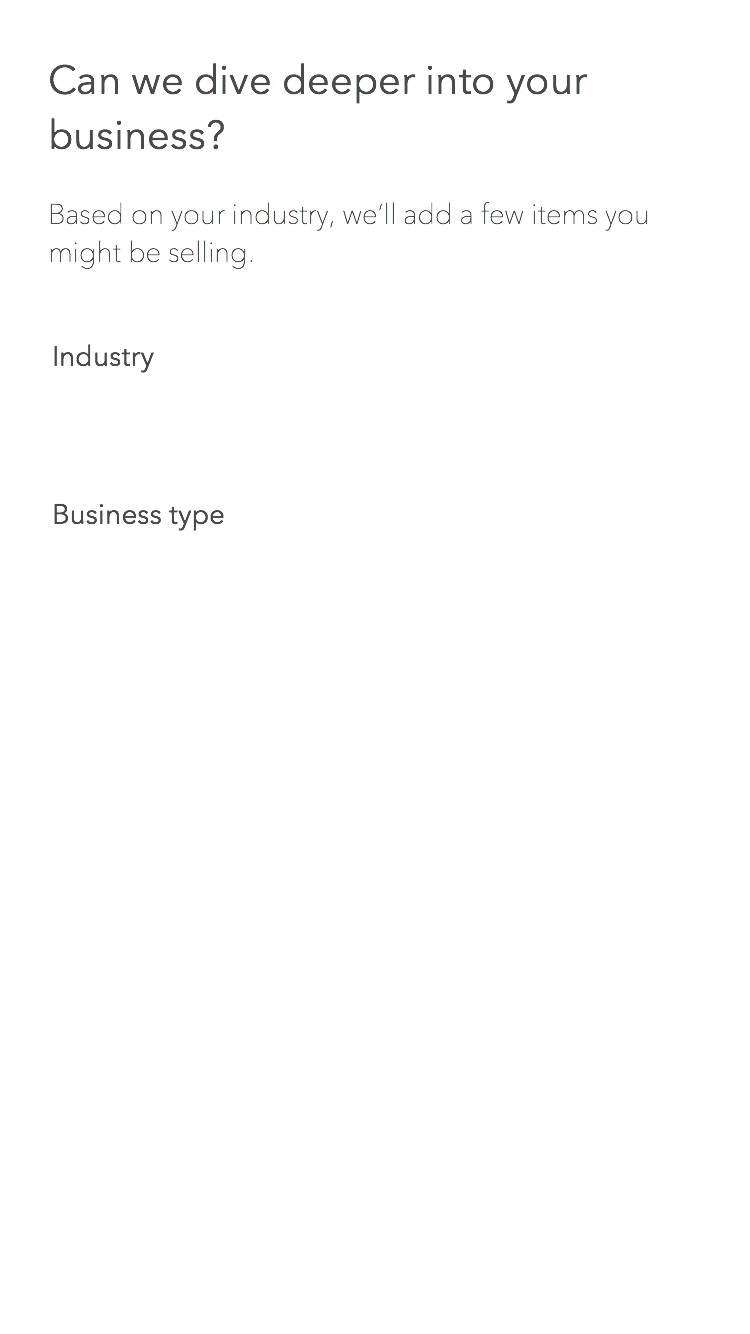 Can we dive deeper into your
business?
Based on your industry, we’ll add a few items you
might be selling.
Industry
Business type